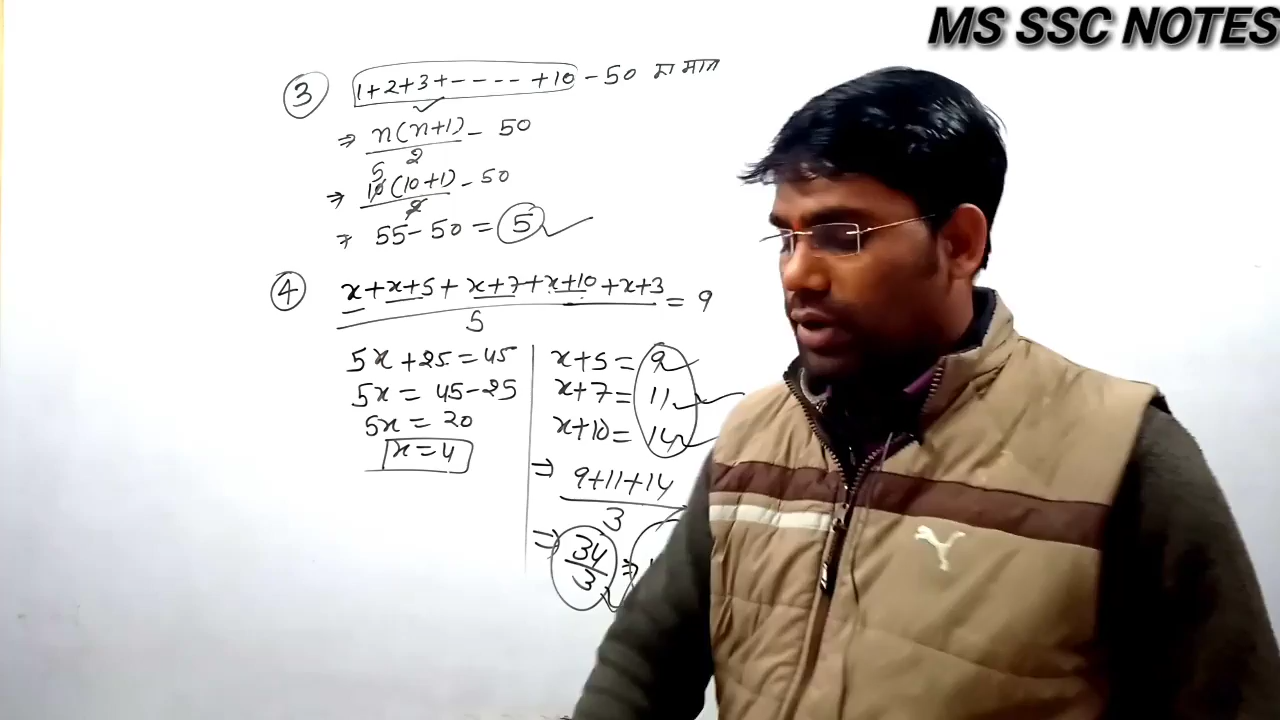 MS SSC NOTES
③ 1+2+3+---- +10 - 50 का मान
⇒ n(n+1)/2 - 50
⇒ 10(10+1)/2 - 50
5
⇒ 55 - 50 = 5 ✓
④ x+x+5+x+7+x+10+x+3/5 = 9
5x+25 = 45
5x = 45-25
5x = 20
x = 4
x+5 = 9
x+7 = 11
x+10 = 14
⇒ 9+11+14/3
⇒ 34/3 ⇒